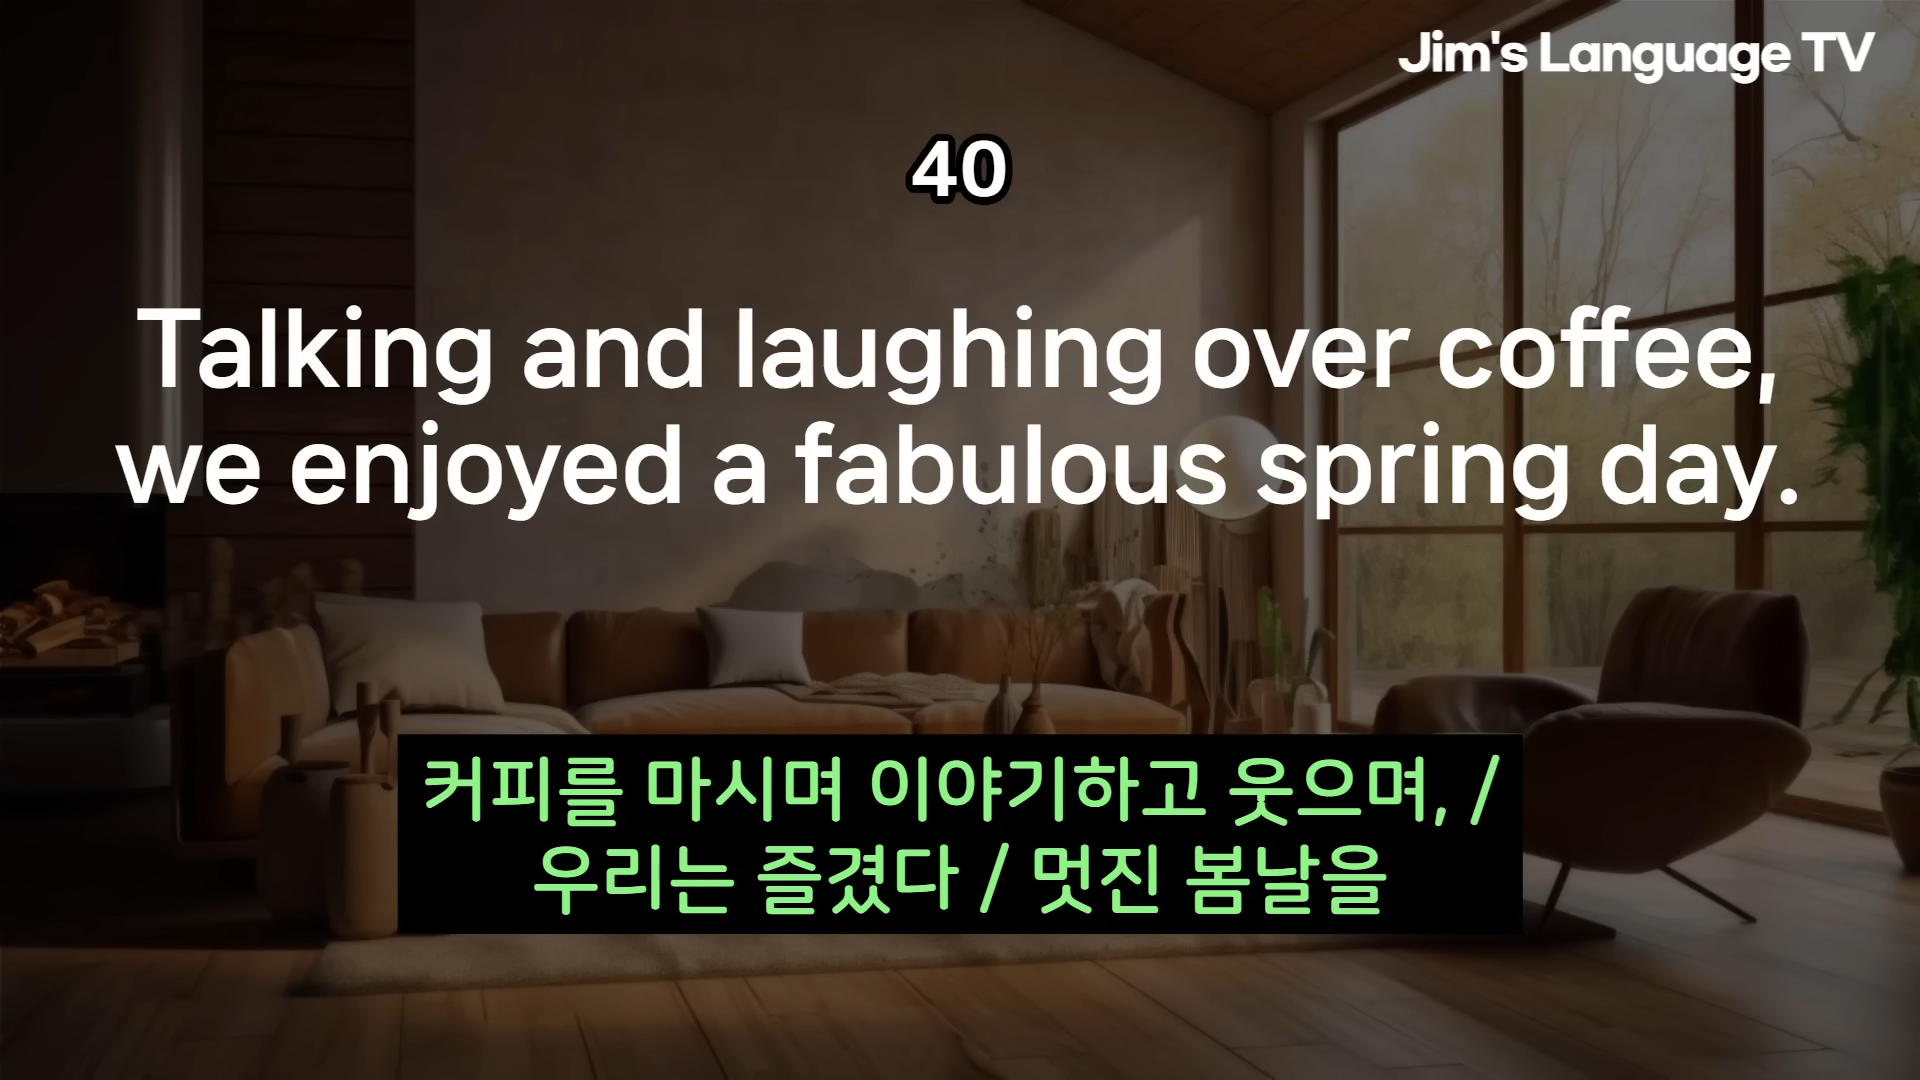 Jim's Language TV
40
Talking and laughing over coffee,
we enjoyed a fabulous spring day.
커피를 마시며 이야기하고 웃으며, /
우리는 즐겼다 / 멋진 봄날을